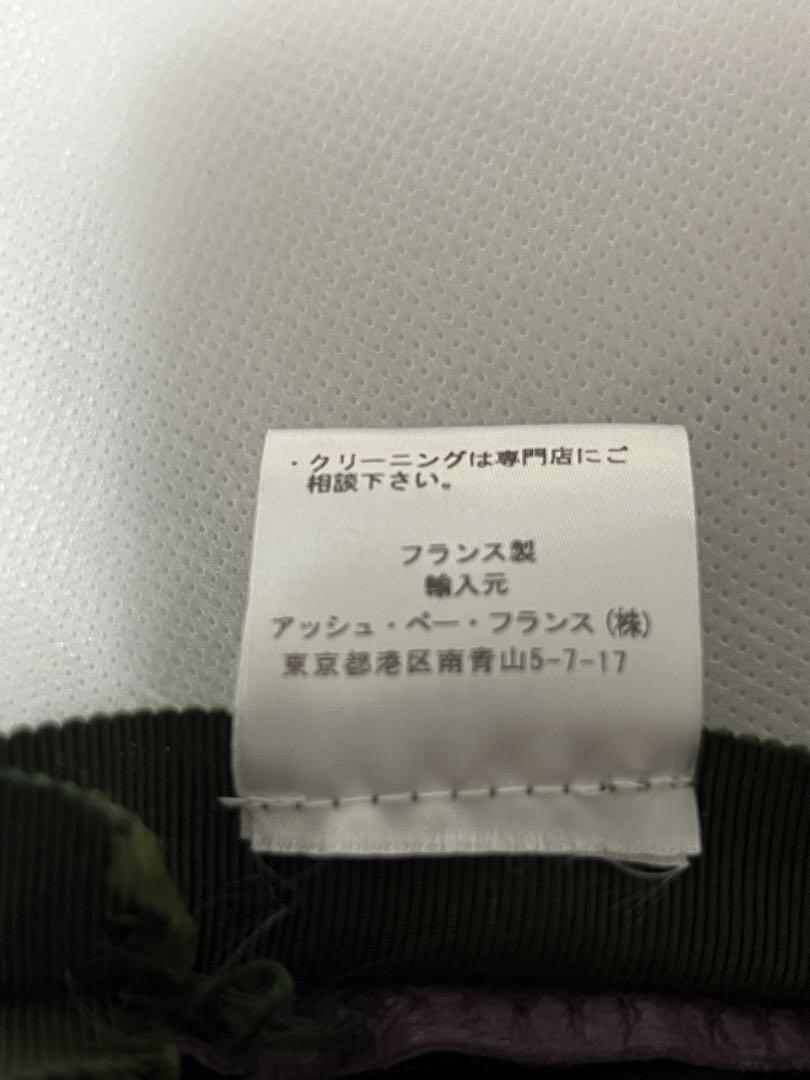 ・クリーニングは専門店にご
相談下さい。
フランス製
輸入元
アッシュ・ペー・フランス(株)
東京都港区南青山5-7-17